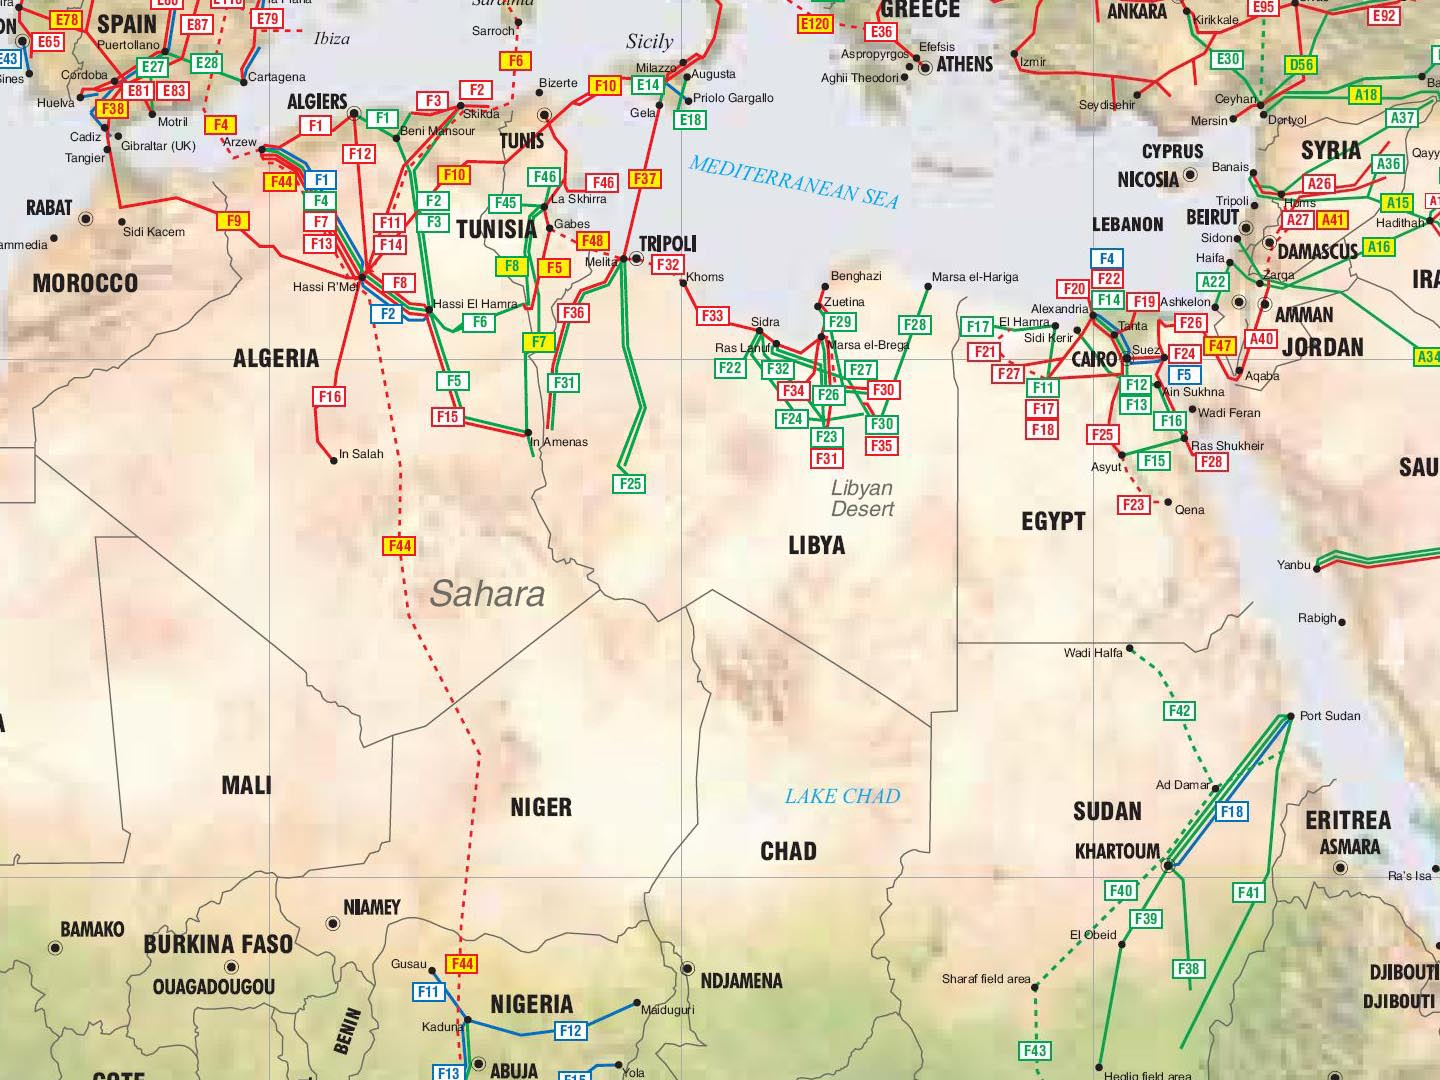 E78
SPAIN
E87
E79
Sarroch
E120
GREECE
E36
ANKARA
Kirikkale
E95
E92
E65
E43
Puertollano
Ibiza
Sicily
Aspropyrgos
Efefsis
ATHENS
Aghii Theodori
Izmir
E27
E28
Cordoba
Cartagena
F6
Milazzo
Augusta
E30
D56
E81
E83
Huelva
F38
Motril
Cadiz
Gibraltar (UK)
Tangier
F4
Arzew
ALGIERS
F1
F1
F3
F2
Skikda
Beni Mansour
Bizerte
F10
E14
Priolo Gargallo
Gela
E18
TUNIS
Seydişehir
Ceyhan
Mersin
Dortyol
A18
A37
F12
MEDITERRANEAN SEA
CYPRUS
NICOSIA
SYRIA
Banais
A36
F44
F1
F4
F7
F13
F10
F46
F46
F37
La Skhirra
F45
A26
Homs
A15
Tripoli
RABAT
F9
Sidi Kacem
F11
F14
F2
F3
TUNISIA
Gabes
F48
TRIPOLI
Melita
F32
LEBANON
BEIRUT
Sidon
A27
A41
Hadithah
DAMASCUS
A16
MOROCCO
Hassi R'Mel
F8
F2
F8
F5
Khoms
Benghazi
Marsa el-Hariga
F4
F22
Haifa
A22
Zarqa
Hassi El Hamra
F6
F36
F33
Zuetina
Sidra
F29
F28
F20
F14
F19
Alexandria
Ashkelon
AMMAN
F17
El Hamra
Sidi Kerir
Tanta
F26
ALGERIA
F7
Ras Lanuf
Marsa el-Brega
F21
CAIRO
Suez
F24
F47
A40
JORDAN
A34
F16
F5
F15
F31
F22
F32
F27
F34
F26
F30
F24
F30
F23
F35
F31
F27
F11
F17
F18
F12
F13
F5
Ain Sukhna
Aqaba
Wadi Feran
F16
In Salah
In Amenas
F25
F25
Asyut
F15
Ras Shukheir
F28
Libyan
Desert
LIBYA
EGYPT
F23
Qena
F44
Sahara
Yanbu
Rabigh
Wadi Halfa
F42
Port Sudan
MALI
NIGER
LAKE CHAD
CHAD
Ad Damar
SUDAN
F18
ERITREA
KHARTOUM
ASMARA
Ra's Isa
F40
F41
F39
El Obeid
NIAMEY
BAMAKO
BURKINA FASO
OUAGADOUGOU
Gusau
F44
F11
NDJAMENA
Sharaf field area
F38
DJIBOUTI
DJIBOUTI
NIGERIA
Maiduguri
Kaduna
F12
BENIN
F43
F13
ABUJA
Yola
Heglig field area